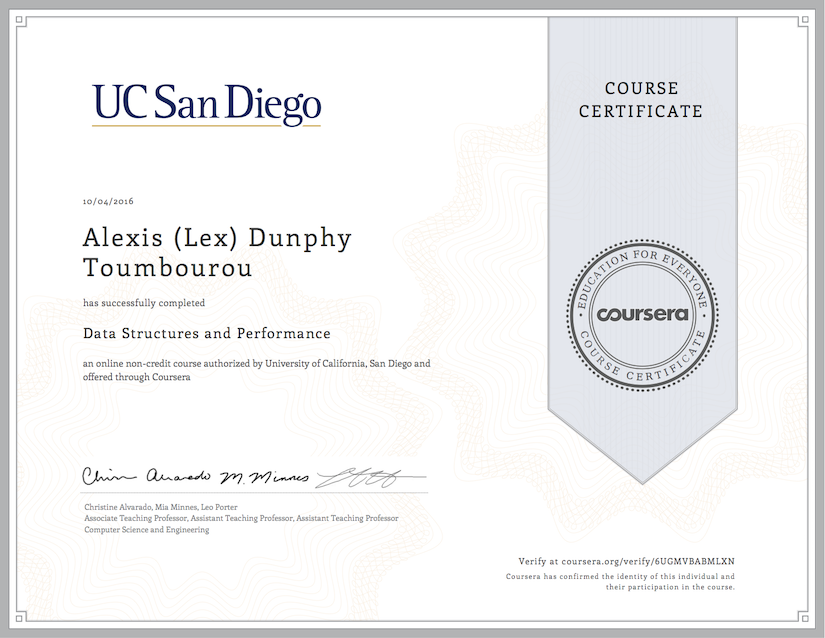 UC San Diego
COURSE
CERTIFICATE
10/04/2016
Alexis (Lex) Dunphy
Toumbourou
has successfully completed
Data Structures and Performance
an online non-credit course authorized by University of California, San Diego and
offered through Coursera
EDUCATION FOR EVERYONE
coursera
COURSE CERTIFICATE
Christine Alvarado, Mia Minnes, Leo Porter
Associate Teaching Professor, Assistant Teaching Professor, Assistant Teaching Professor
Computer Science and Engineering
Verify at coursera.org/verify/6UGMVBABMLXN
Coursera has confirmed the identity of this individual and
their participation in the course.